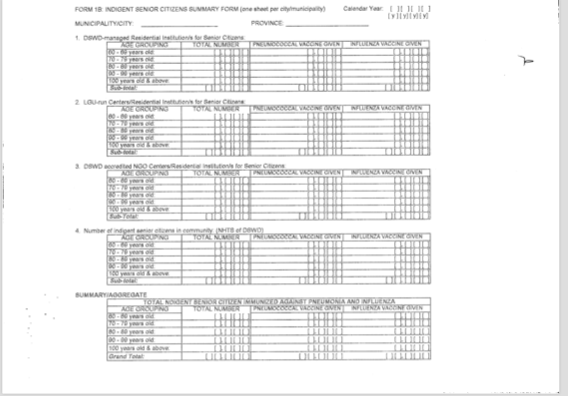 FORM 1B: INDIGENT SENIOR CITIZENS SUMMARY FORM (one sheet per city/municipality) Calendar Year: [ ][ ][ ][ ]
[y][y][y][y]
MUNICIPALITY/CITY: PROVINCE:
1. DSWD-managed Residential Institution/s for Senior Citizens:
AGE GROUPING TOTAL NUMBER PNEUMOCOCCAL VACCINE GIVEN INFLUENZA VACCINE GIVEN
60 - 69 years old
70 - 79 years old
80 - 89 years old
90 - 99 years old
100 years old & above
Sub-total:
2. LGU-run Centers/Residential Institution/s for Senior Citizens:
AGE GROUPING TOTAL NUMBER PNEUMOCOCCAL VACCINE GIVEN INFLUENZA VACCINE GIVEN
60 - 69 years old
70 - 79 years old
80 - 89 years old
90 - 99 years old
100 years old & above
Sub-total:
3. DSWD accredited NGO Centers/Residential Institution/s for Senior Citizens:
AGE GROUPING TOTAL NUMBER PNEUMOCOCCAL VACCINE GIVEN INFLUENZA VACCINE GIVEN
60 - 69 years old
70 - 79 years old
80 - 89 years old
90 - 99 years old
100 years old & above
Sub-Total:
4. Number of indigent senior citizens in community: (NHTS of DSWD)
AGE GROUPING TOTAL NUMBER PNEUMOCOCCAL VACCINE GIVEN INFLUENZA VACCINE GIVEN
60 - 69 years old
70 - 79 years old
80 - 89 years old
90 - 99 years old
100 years old & above
Sub-total:
SUMMARY/AGGREGATE
TOTAL INDIGENT SENIOR CITIZEN IMMUNIZED AGAINST PNEUMONIA AND INFLUENZA
AGE GROUPING TOTAL NUMBER PNEUMOCOCCAL VACCINE GIVEN INFLUENZA VACCINE GIVEN
60 - 69 years old
70 - 79 years old
80 - 89 years old
90 - 99 years old
100 years old & above
Grand Total: